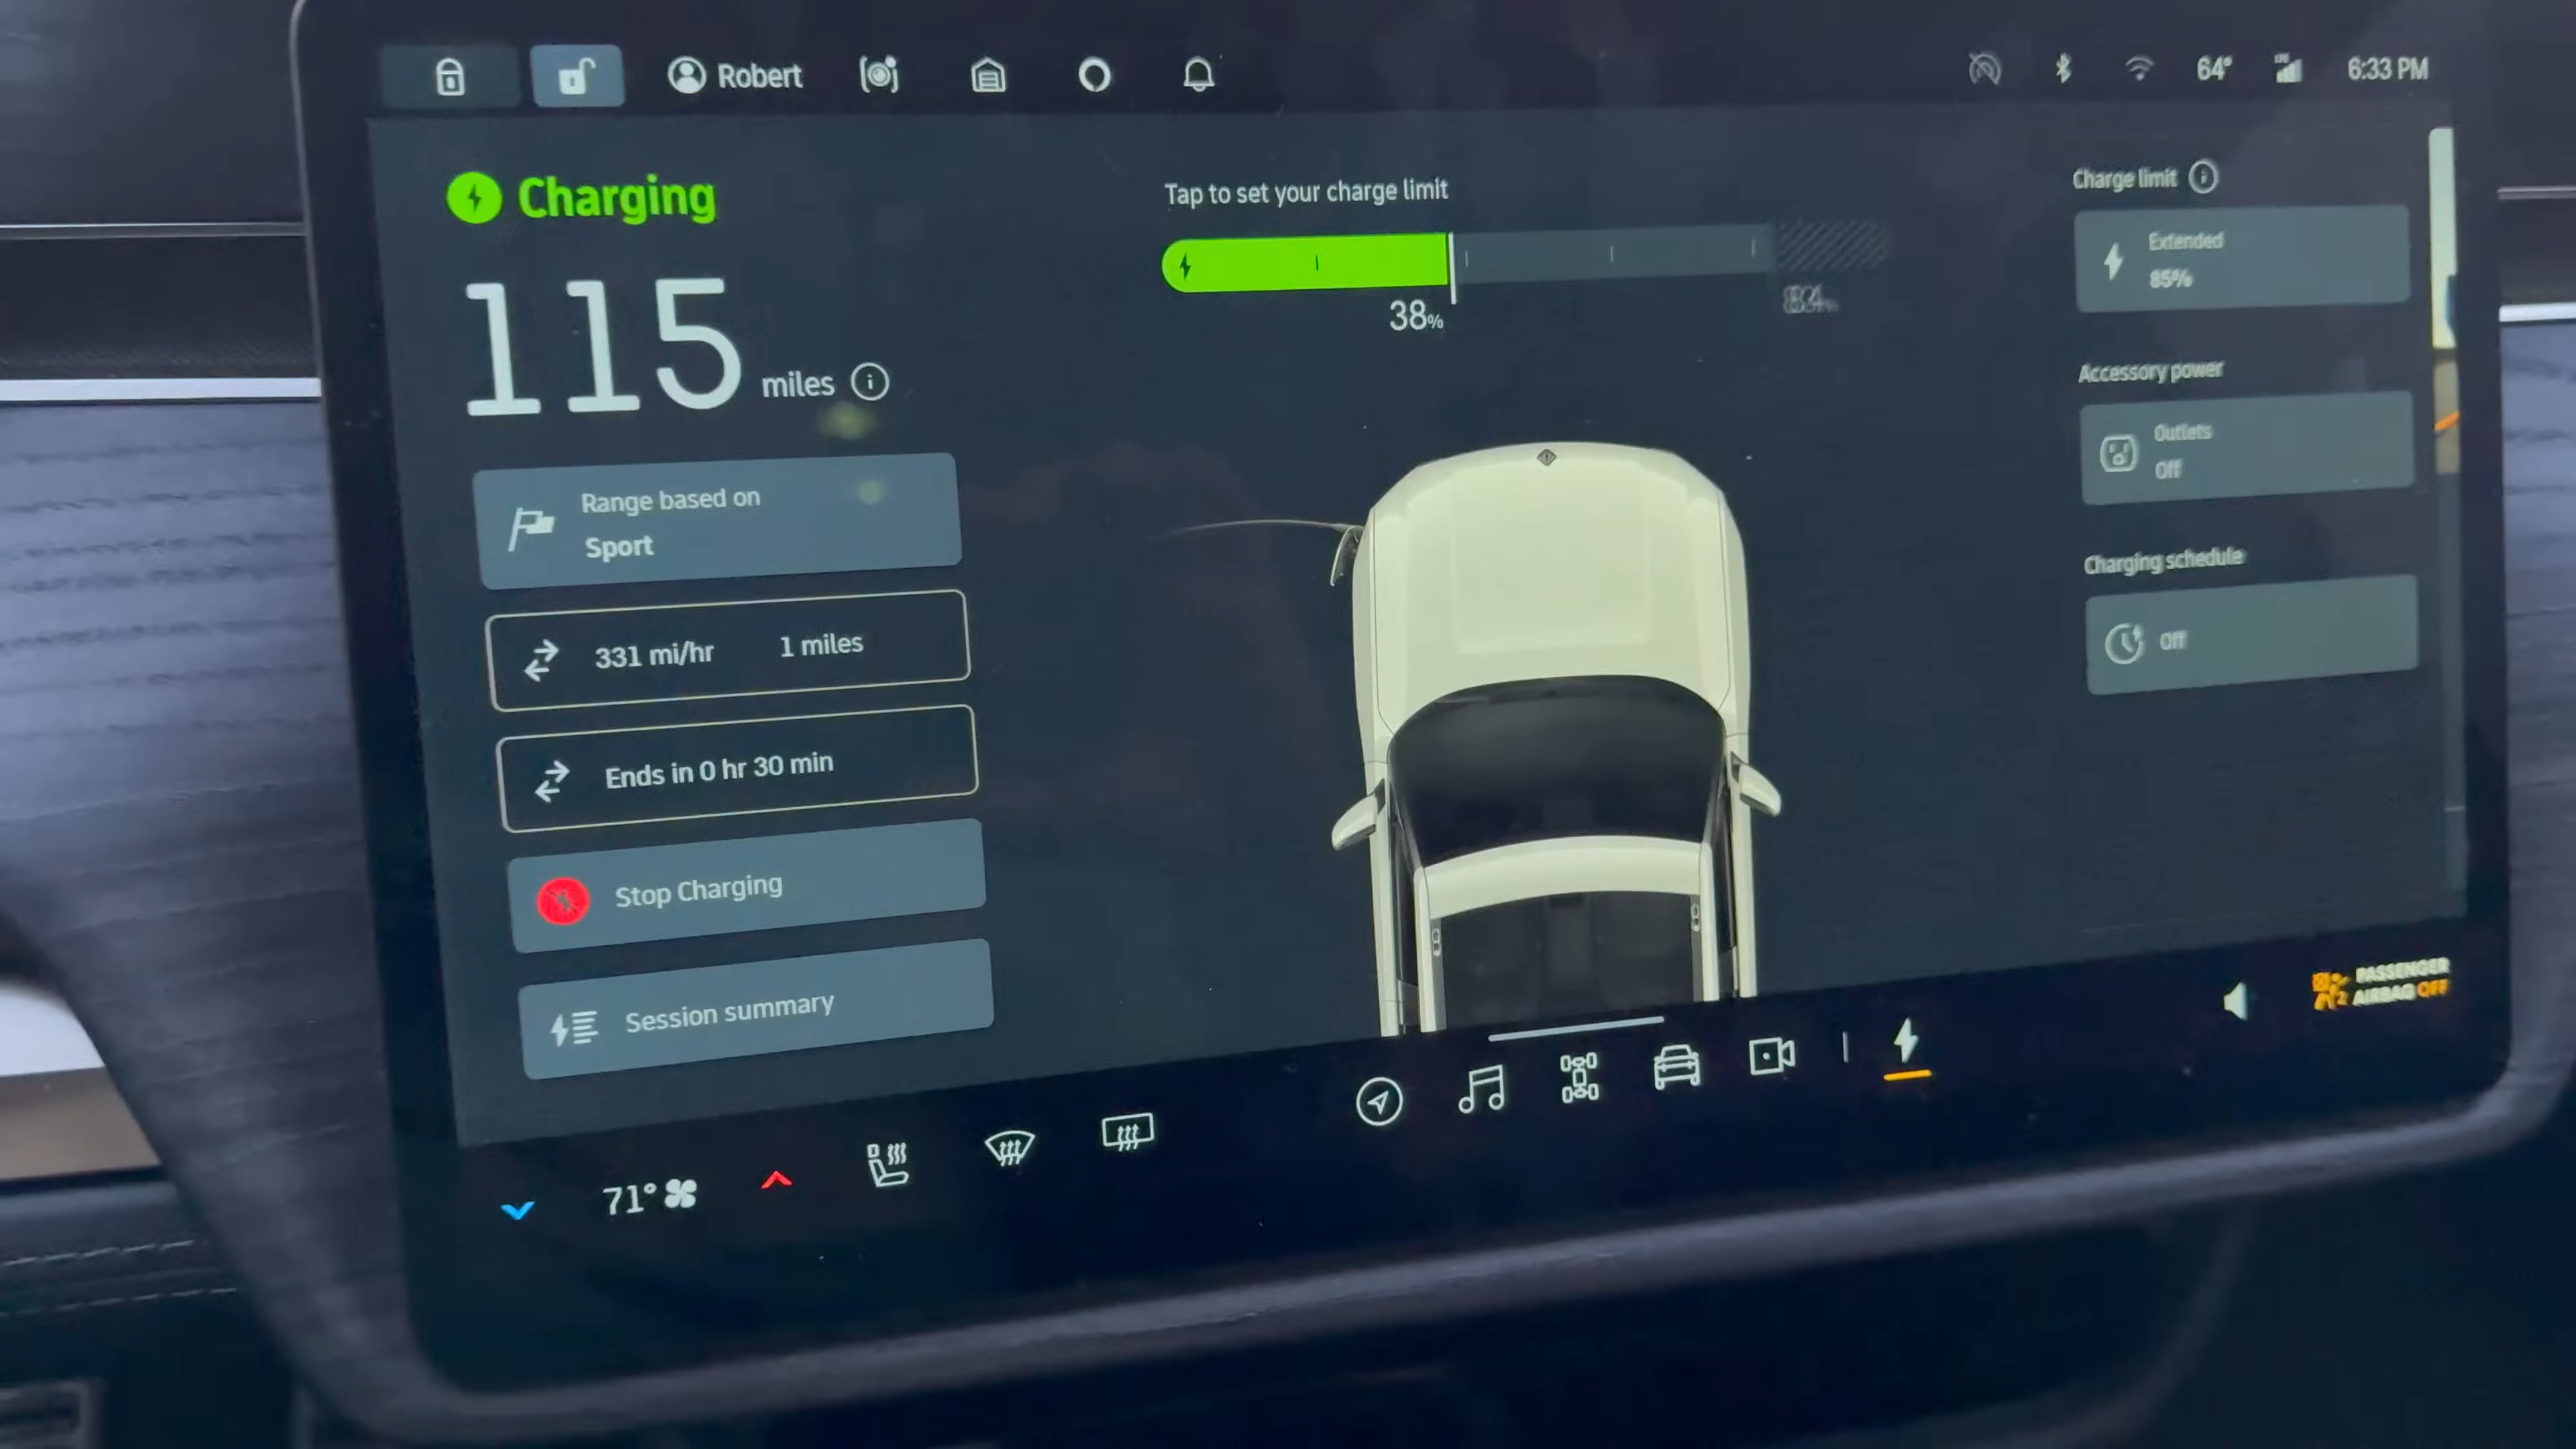 Robert
64°
LTE
6:33 PM
Charging
115 miles
Range based on
Sport
331 mi/hr 1 miles
Ends in 0 hr 30 min
Stop Charging
Session summary
Tap to set your charge limit
38%
Charge limit
Extended
85%
Accessory power
Outlets
Off
Charging schedule
Off
71°
PASSENGER
AIRBAG OFF